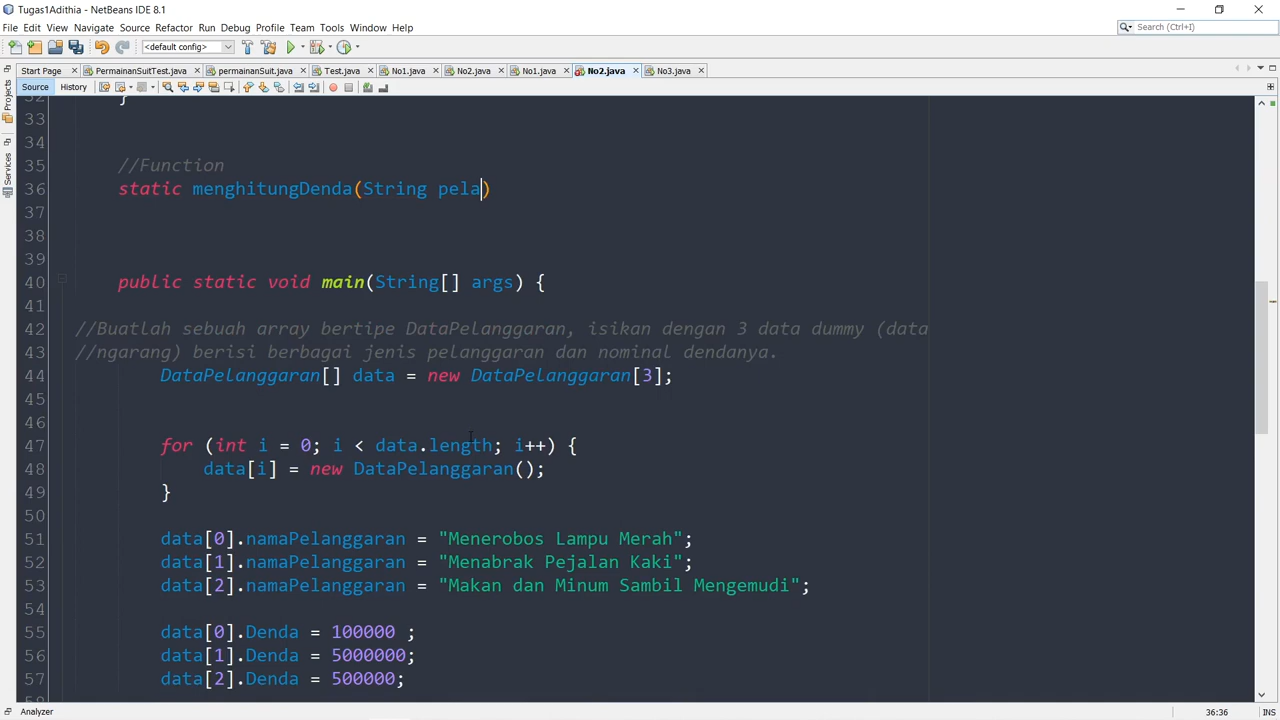 Tugas1Adithia - NetBeans IDE 8.1
File Edit View Navigate Source Refactor Run Debug Profile Team Tools Window Help
Search (Ctrl+I)
<default config>
Start Page PermainanSuitTest.java permainanSuit.java Test.java No1.java No2.java No1.java No2.java No3.java
Source History
Projects
Services
32 }
33
34
35 //Function
36 static menghitungDenda(String pela)
37
38
39
40 public static void main(String[] args) {
41
42 //Buatlah sebuah array bertipe DataPelanggaran, isikan dengan 3 data dummy (data
43 //ngarang) berisi berbagai jenis pelanggaran dan nominal dendanya.
44 DataPelanggaran[] data = new DataPelanggaran[3];
45
46
47 for (int i = 0; i < data.length; i++) {
48 data[i] = new DataPelanggaran();
49 }
50
51 data[0].namaPelanggaran = "Menerobos Lampu Merah";
52 data[1].namaPelanggaran = "Menabrak Pejalan Kaki";
53 data[2].namaPelanggaran = "Makan dan Minum Sambil Mengemudi";
54
55 data[0].Denda = 100000 ;
56 data[1].Denda = 5000000;
57 data[2].Denda = 500000;
Analyzer
36:36 INS